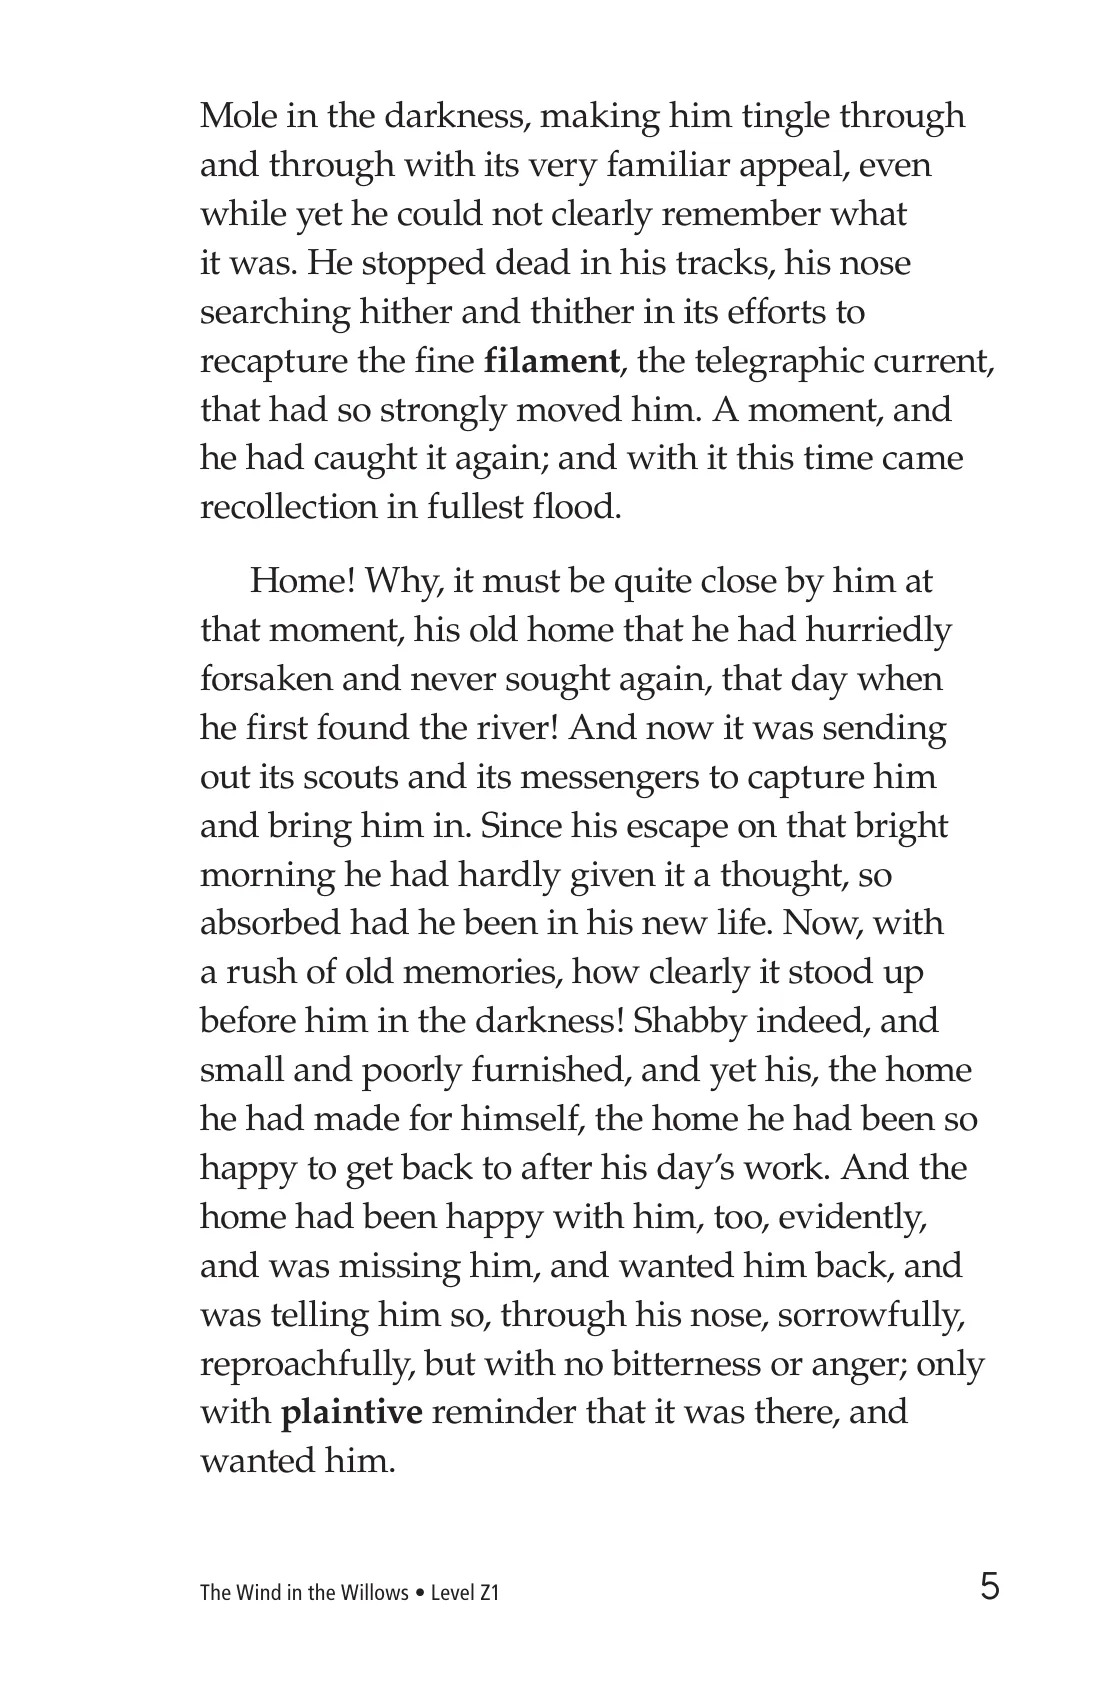 Mole in the darkness, making him tingle through
and through with its very familiar appeal, even
while yet he could not clearly remember what
it was. He stopped dead in his tracks, his nose
searching hither and thither in its efforts to
recapture the fine filament, the telegraphic current,
that had so strongly moved him. A moment, and
he had caught it again; and with it this time came
recollection in fullest flood.
Home! Why, it must be quite close by him at
that moment, his old home that he had hurriedly
forsaken and never sought again, that day when
he first found the river! And now it was sending
out its scouts and its messengers to capture him
and bring him in. Since his escape on that bright
morning he had hardly given it a thought, so
absorbed had he been in his new life. Now, with
a rush of old memories, how clearly it stood up
before him in the darkness! Shabby indeed, and
small and poorly furnished, and yet his, the home
he had made for himself, the home he had been so
happy to get back to after his day’s work. And the
home had been happy with him, too, evidently,
and was missing him, and wanted him back, and
was telling him so, through his nose, sorrowfully,
reproachfully, but with no bitterness or anger; only
with plaintive reminder that it was there, and
wanted him.
The Wind in the Willows • Level Z1
5